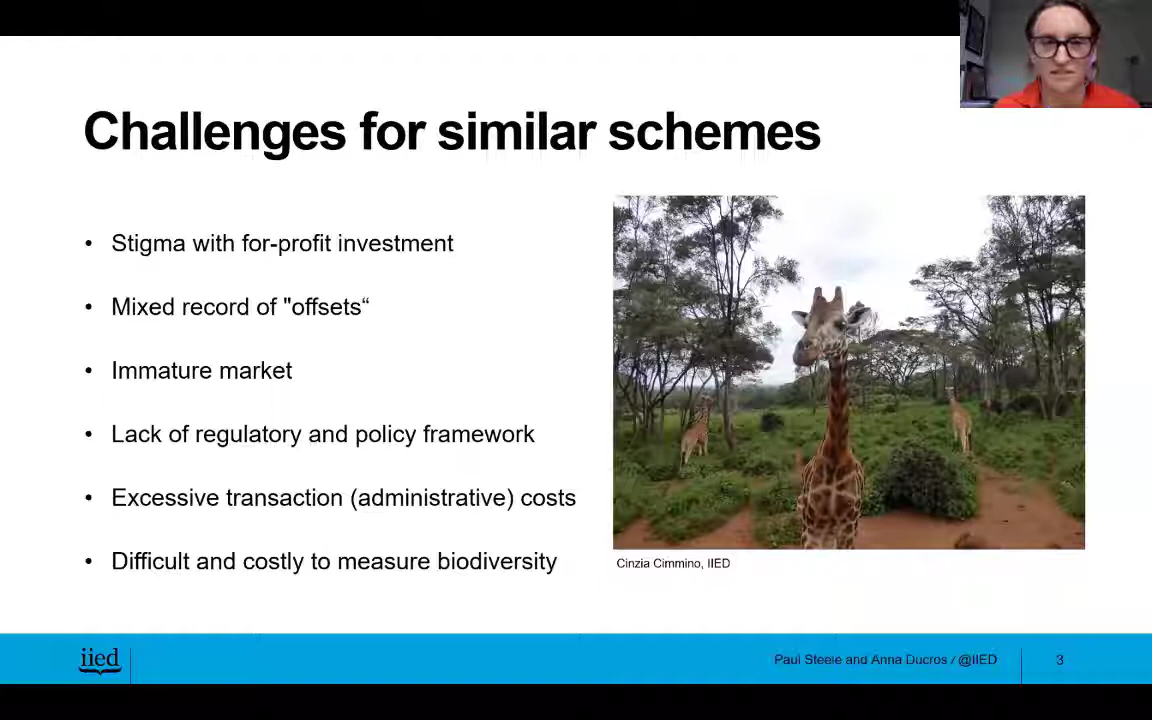 Challenges for similar schemes
• Stigma with for-profit investment
• Mixed record of "offsets“
• Immature market
• Lack of regulatory and policy framework
• Excessive transaction (administrative) costs
• Difficult and costly to measure biodiversity
Cinzia Cimmino, IIED
iied
Paul Steele and Anna Ducros / @IIED
3